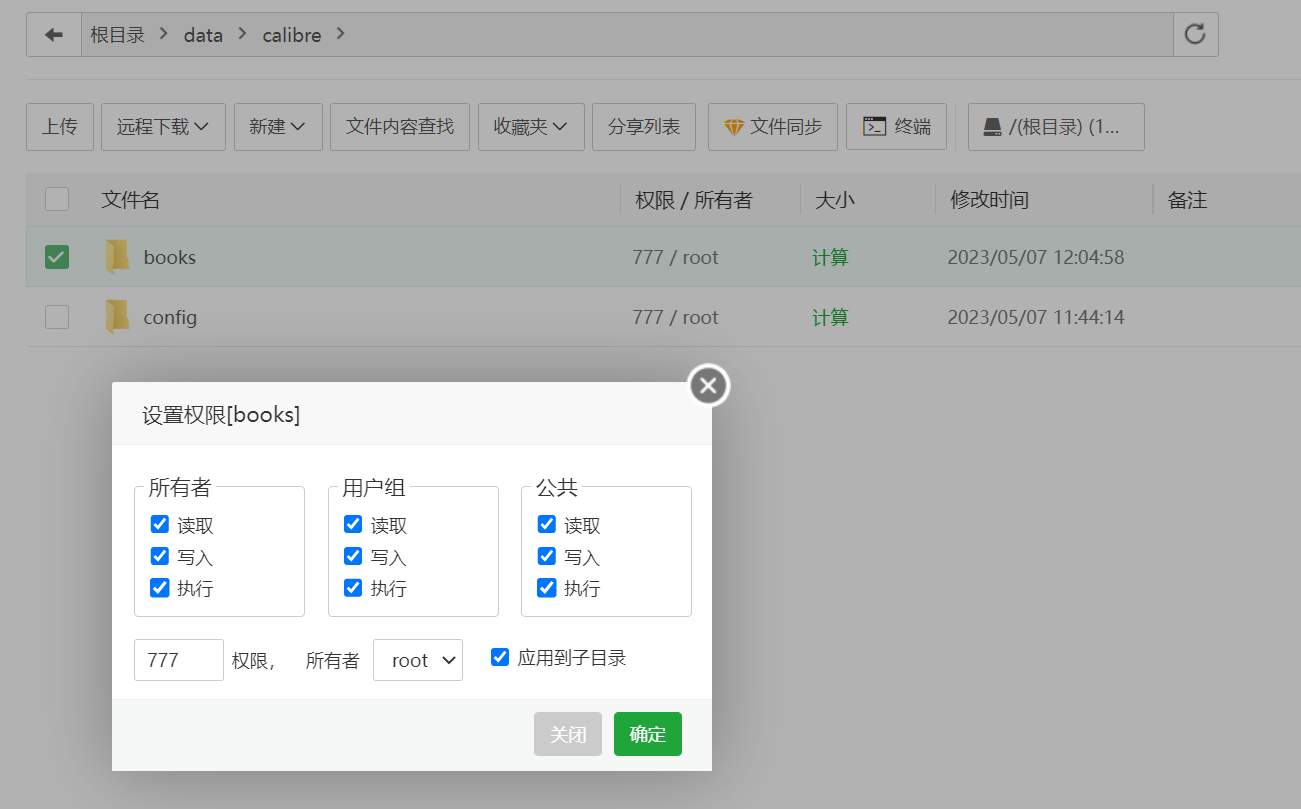 根目录 data calibre
上传 远程下载 新建 文件内容查找 收藏夹 分享列表 文件同步 终端 /(根目录) (1...
文件名 权限 / 所有者 大小 修改时间 备注
books 777 / root 计算 2023/05/07 12:04:58
config 777 / root 计算 2023/05/07 11:44:14
设置权限[books]
所有者 用户组 公共
读取 读取 读取
写入 写入 写入
执行 执行 执行
777 权限， 所有者 root 应用到子目录
关闭 确定